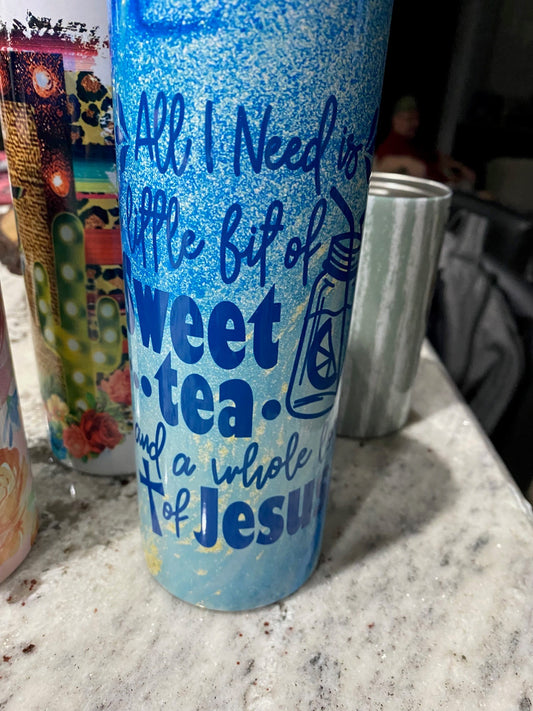 All I Need is
little bit of
weet
tea
and a whole
of Jesu